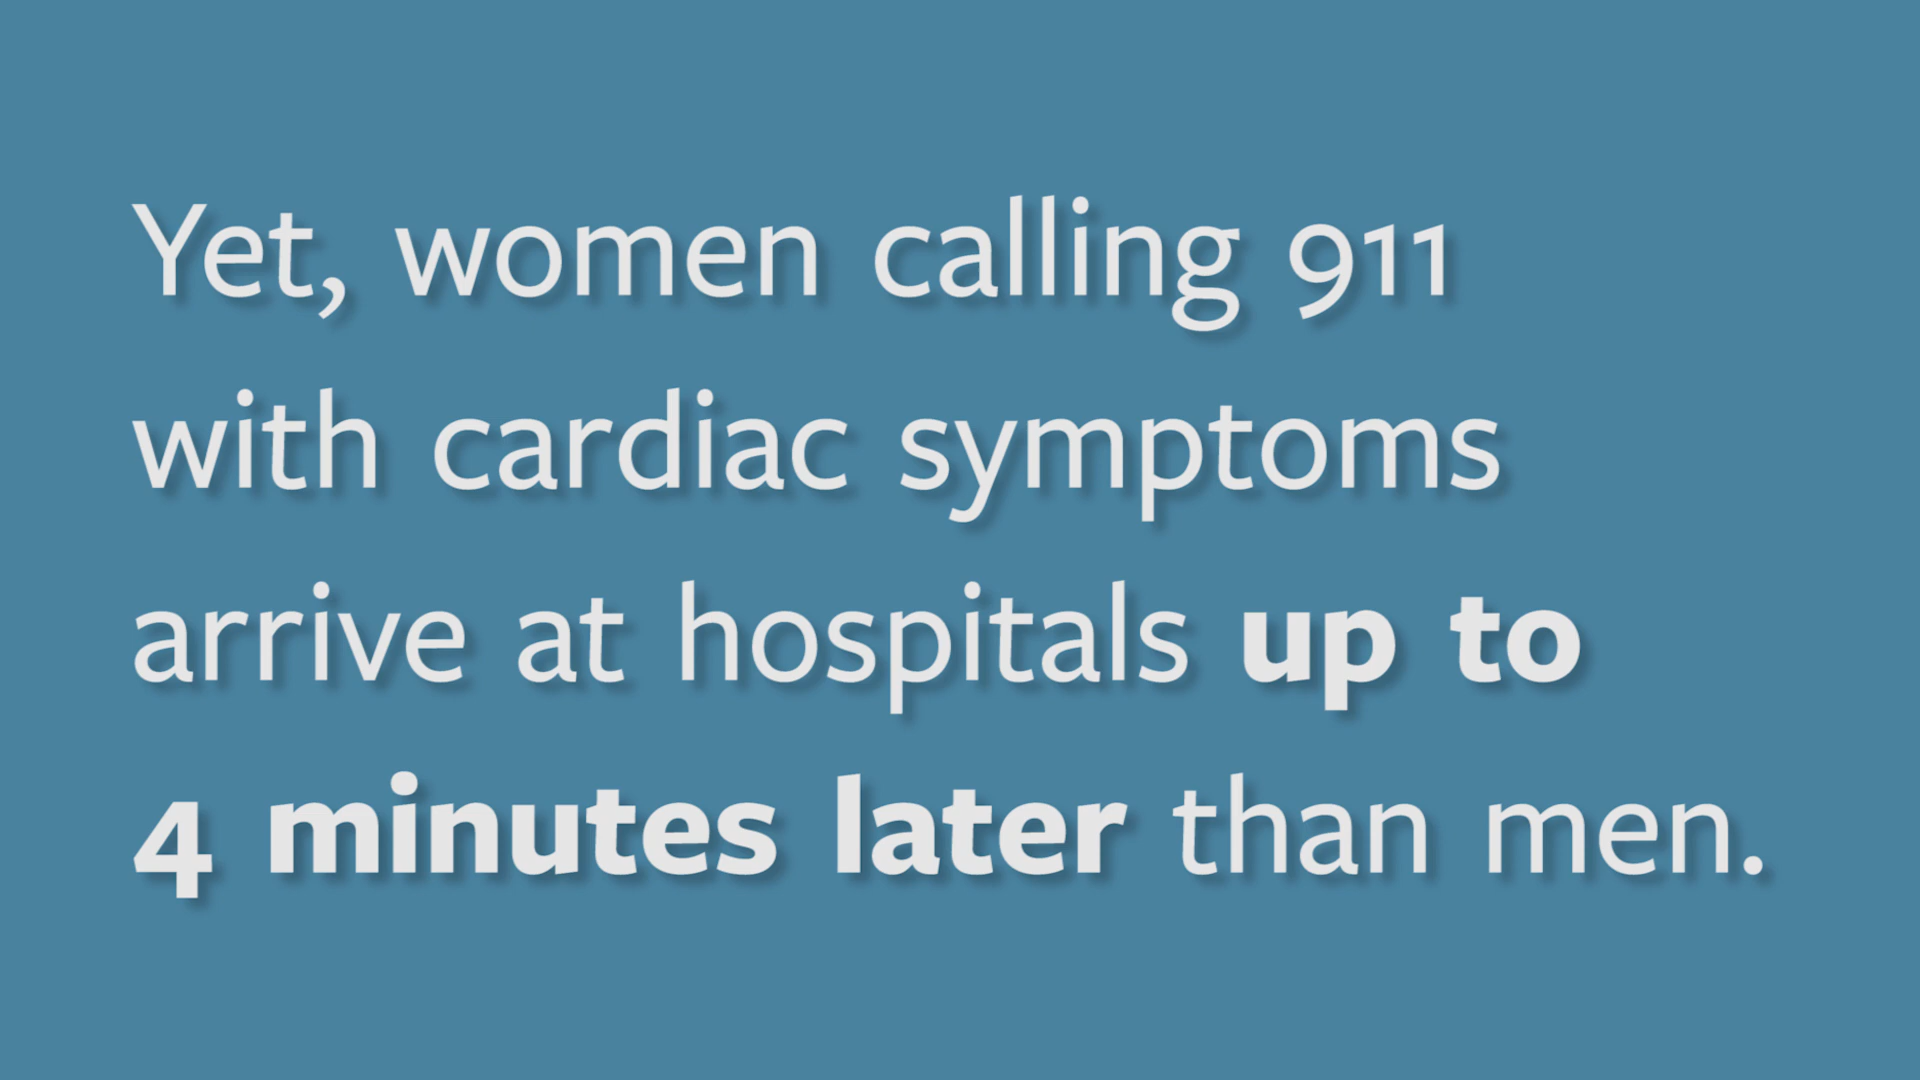 Yet, women calling 911
with cardiac symptoms
arrive at hospitals up to
4 minutes later than men.